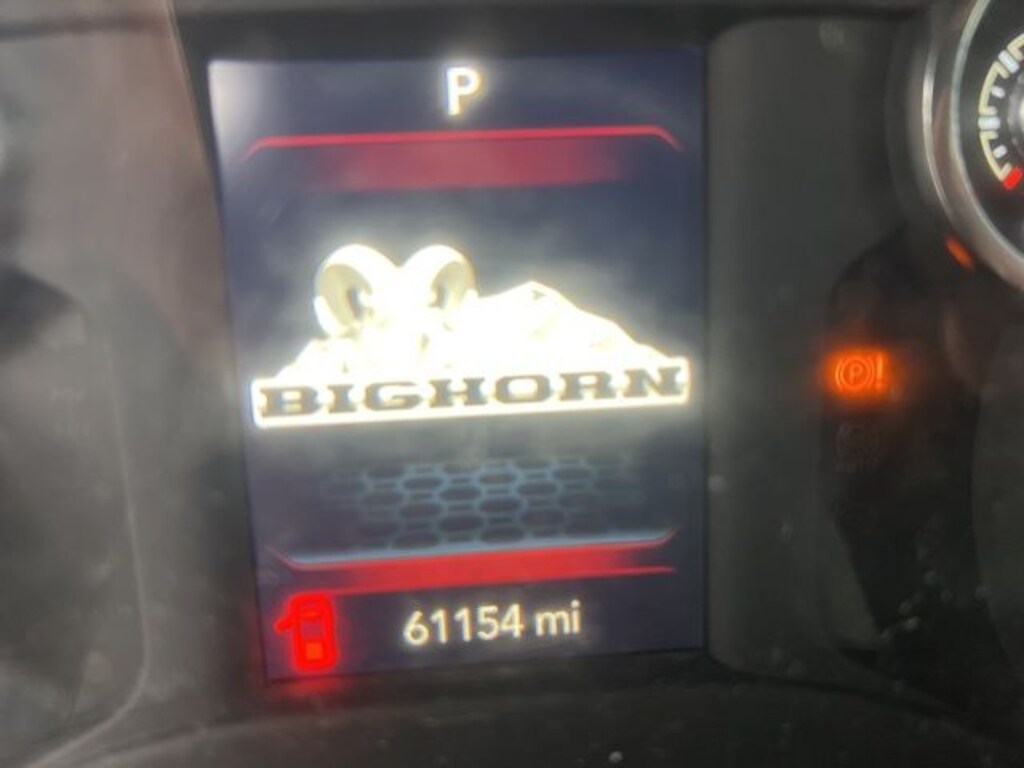 P
BIGHORN
(P)!
61154 mi